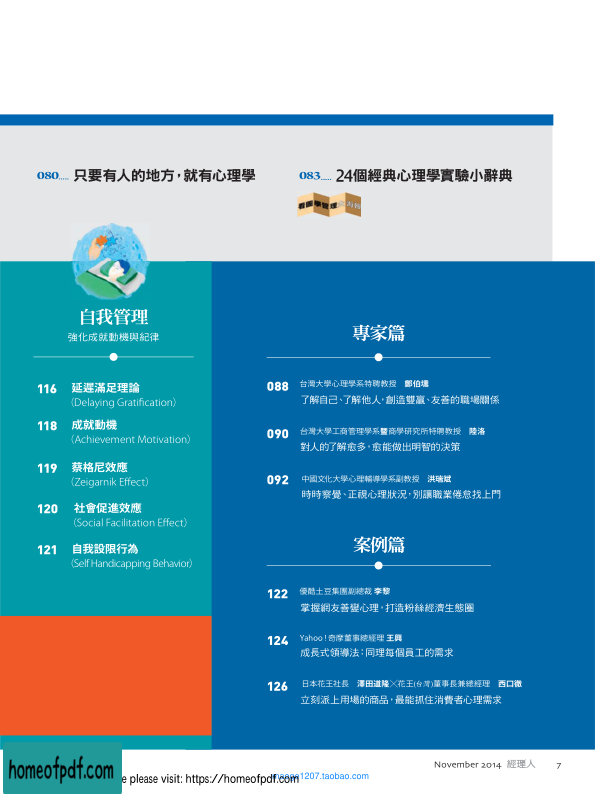 080..... 只要有人的地方，就有心理學
083..... 24個經典心理學實驗小辭典
看圖學管理
自我管理
強化成就動機與紀律
116 延遲滿足理論
(Delaying Gratification)
118 成就動機
(Achievement Motivation)
119 蔡格尼效應
(Zeigarnik Effect)
120 社會促進效應
(Social Facilitation Effect)
121 自我設限行為
(Self Handicapping Behavior)
專家篇
088 台灣大學心理學系特聘教授 鄭伯壎
了解自己、了解他人，創造雙贏、友善的職場關係
090 台灣大學工商管理學系暨商學研究所特聘教授 陸洛
對人的了解愈多，愈能做出明智的決策
092 中國文化大學心理輔導學系副教授 洪瑞斌
時時察覺、正視心理狀況，別讓職業倦怠找上門
案例篇
122 優酷土豆集團副總裁 李黎
掌握網友善變心理，打造粉絲經濟生態圈
124 Yahoo！奇摩董事總經理 王興
成長式領導法：同理每個員工的需求
126 日本花王社長 澤田道隆╳花王(台灣)董事長兼總經理 西口徹
立刻派上用場的商品，最能抓住消費者心理需求
November 2014 經理人 7
homeofpdf.com
e please visit: https://homeofpdf.com
1207.taobao.com